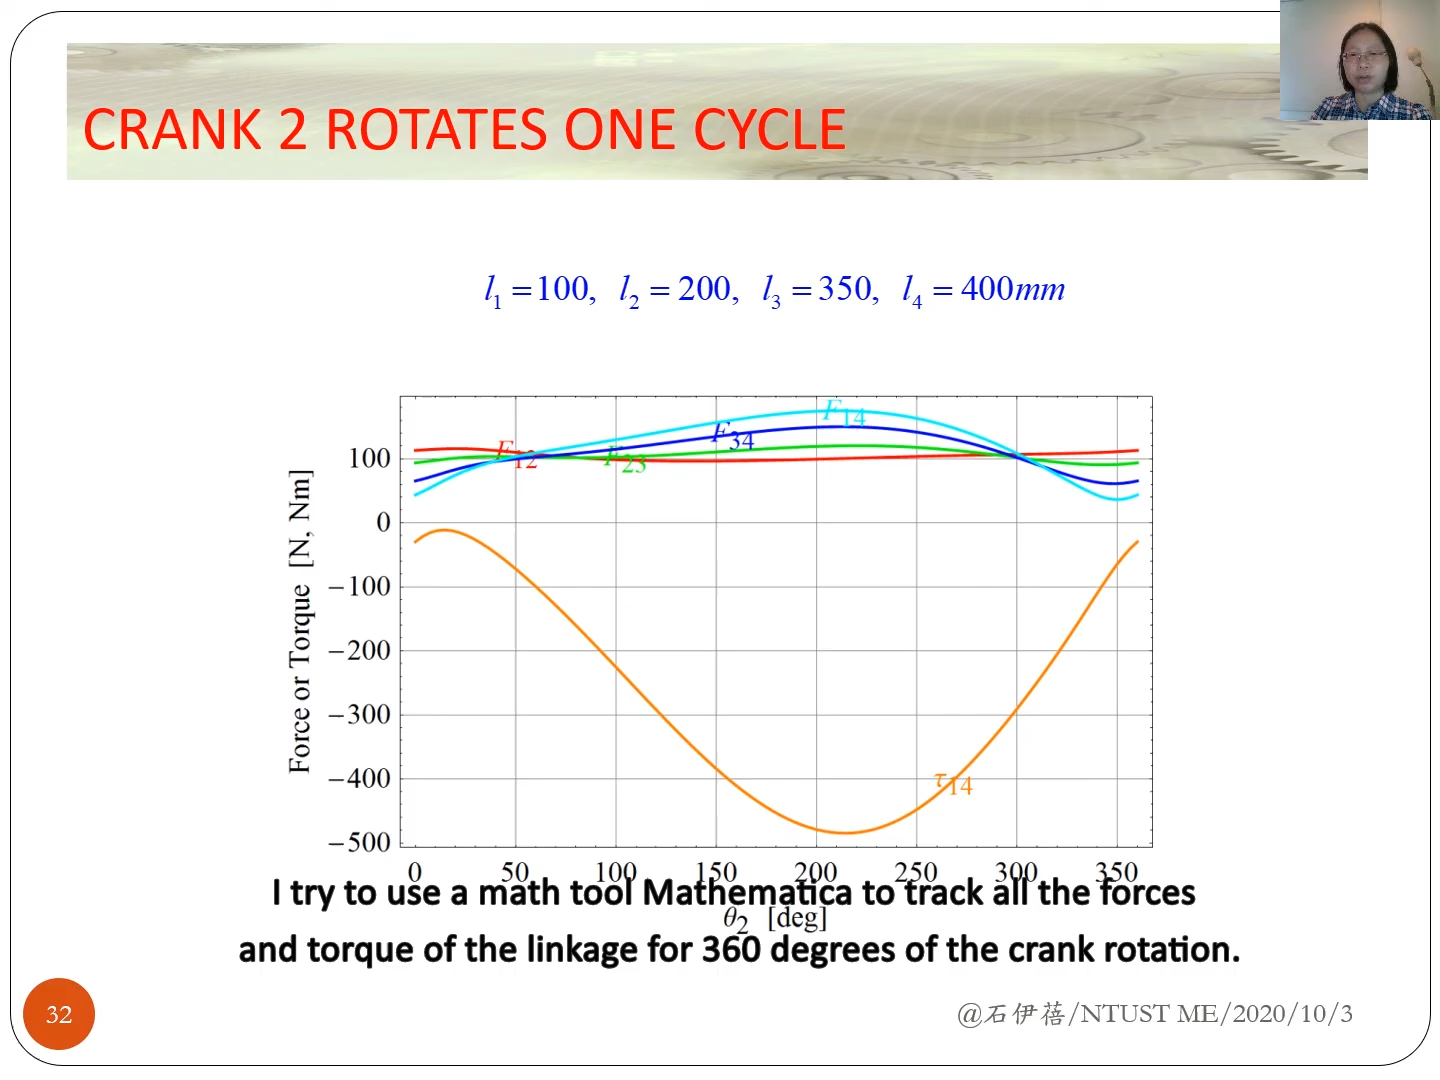 CRANK 2 ROTATES ONE CYCLE
l₁ = 100, l₂ = 200, l₃ = 350, l₄ = 400mm
F₁₄
F₃₄
F₁₂
F₂₃
100
0
−100
−200
−300
−400
−500
Force or Torque [N, Nm]
τ₁₄
0 50 100 150 200 250 300 350
θ₂ [deg]
I try to use a math tool Mathematica to track all the forces
and torque of the linkage for 360 degrees of the crank rotation.
32
@石伊蓓/NTUST ME/2020/10/3